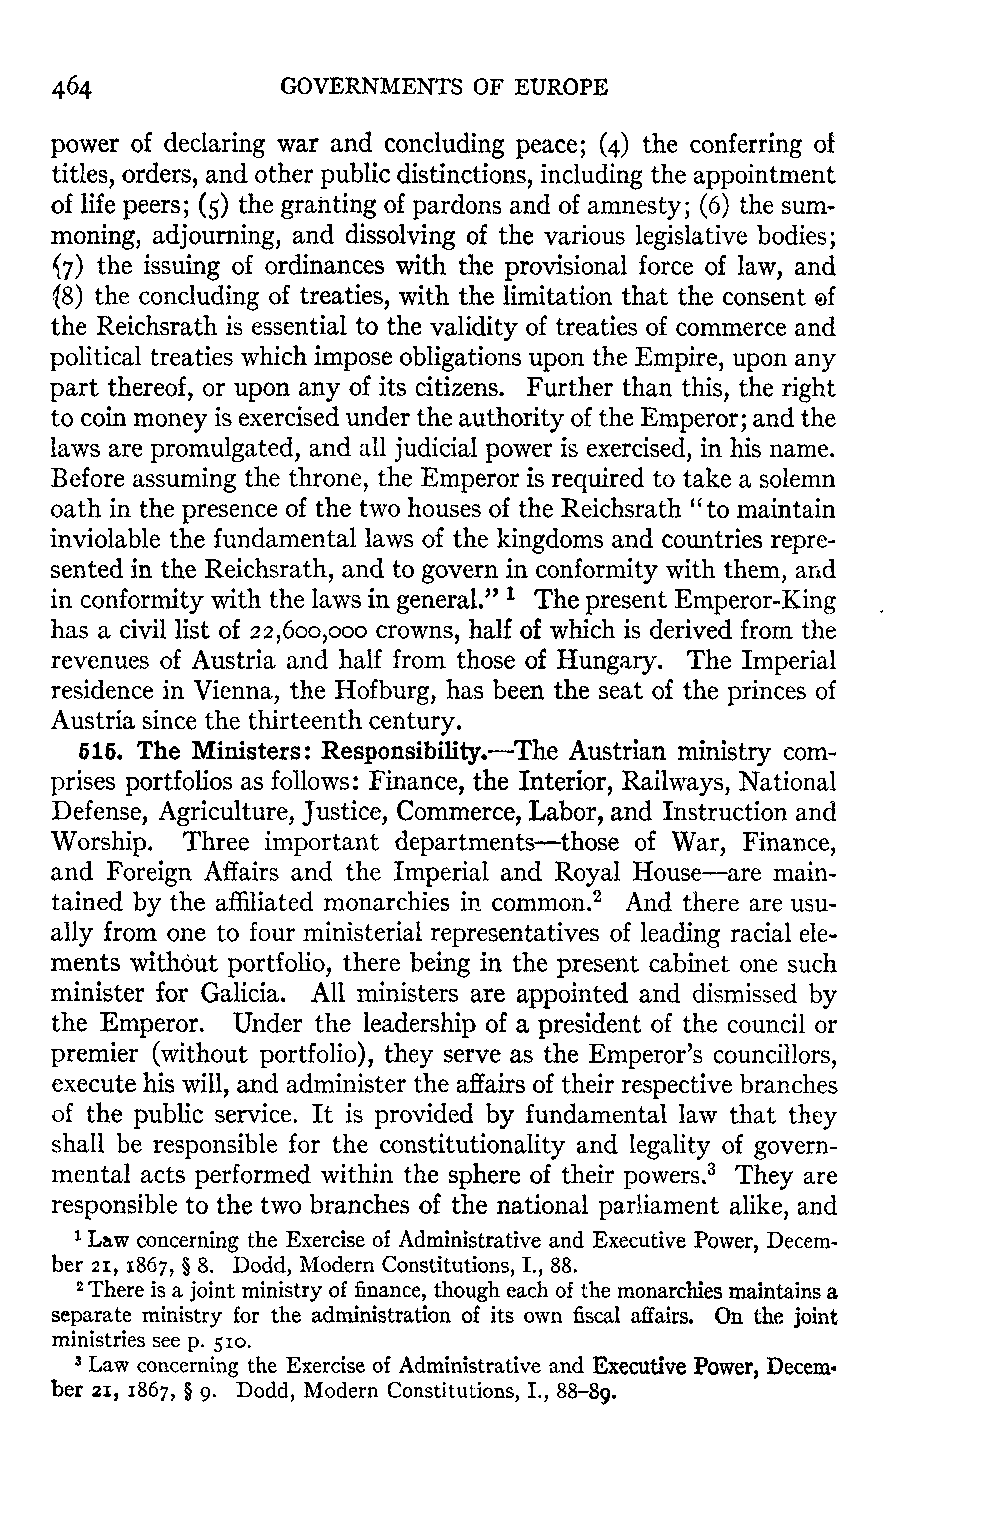 464 GOVERNMENTS OF EUROPE
power of declaring war and concluding peace; (4) the conferring of
titles, orders, and other public distinctions, including the appointment
of life peers; (5) the granting of pardons and of amnesty; (6) the sum-
moning, adjourning, and dissolving of the various legislative bodies;
(7) the issuing of ordinances with the provisional force of law, and
(8) the concluding of treaties, with the limitation that the consent of
the Reichsrath is essential to the validity of treaties of commerce and
political treaties which impose obligations upon the Empire, upon any
part thereof, or upon any of its citizens. Further than this, the right
to coin money is exercised under the authority of the Emperor; and the
laws are promulgated, and all judicial power is exercised, in his name.
Before assuming the throne, the Emperor is required to take a solemn
oath in the presence of the two houses of the Reichsrath “to maintain
inviolable the fundamental laws of the kingdoms and countries repre-
sented in the Reichsrath, and to govern in conformity with them, and
in conformity with the laws in general.” ¹ The present Emperor-King
has a civil list of 22,600,000 crowns, half of which is derived from the
revenues of Austria and half from those of Hungary. The Imperial
residence in Vienna, the Hofburg, has been the seat of the princes of
Austria since the thirteenth century.
515. The Ministers: Responsibility.—The Austrian ministry com-
prises portfolios as follows: Finance, the Interior, Railways, National
Defense, Agriculture, Justice, Commerce, Labor, and Instruction and
Worship. Three important departments—those of War, Finance,
and Foreign Affairs and the Imperial and Royal House—are main-
tained by the affiliated monarchies in common.² And there are usu-
ally from one to four ministerial representatives of leading racial ele-
ments without portfolio, there being in the present cabinet one such
minister for Galicia. All ministers are appointed and dismissed by
the Emperor. Under the leadership of a president of the council or
premier (without portfolio), they serve as the Emperor's councillors,
execute his will, and administer the affairs of their respective branches
of the public service. It is provided by fundamental law that they
shall be responsible for the constitutionality and legality of govern-
mental acts performed within the sphere of their powers.³ They are
responsible to the two branches of the national parliament alike, and
¹ Law concerning the Exercise of Administrative and Executive Power, Decem-
ber 21, 1867, § 8. Dodd, Modern Constitutions, I., 88.
² There is a joint ministry of finance, though each of the monarchies maintains a
separate ministry for the administration of its own fiscal affairs. On the joint
ministries see p. 510.
³ Law concerning the Exercise of Administrative and Executive Power, Decem-
ber 21, 1867, § 9. Dodd, Modern Constitutions, I., 88–89.